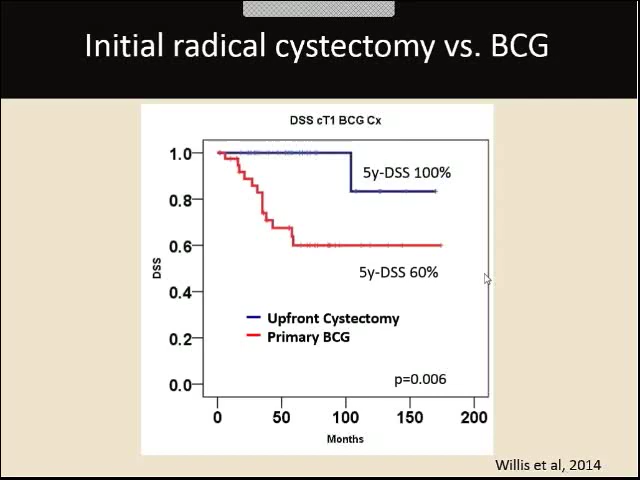 Initial radical cystectomy vs. BCG
DSS cT1 BCG Cx
1.0
5y-DSS 100%
0.8
0.6
DSS
5y-DSS 60%
0.4
Upfront Cystectomy
0.2
Primary BCG
0.0
p=0.006
0 50 100 150 200
Months
Willis et al, 2014